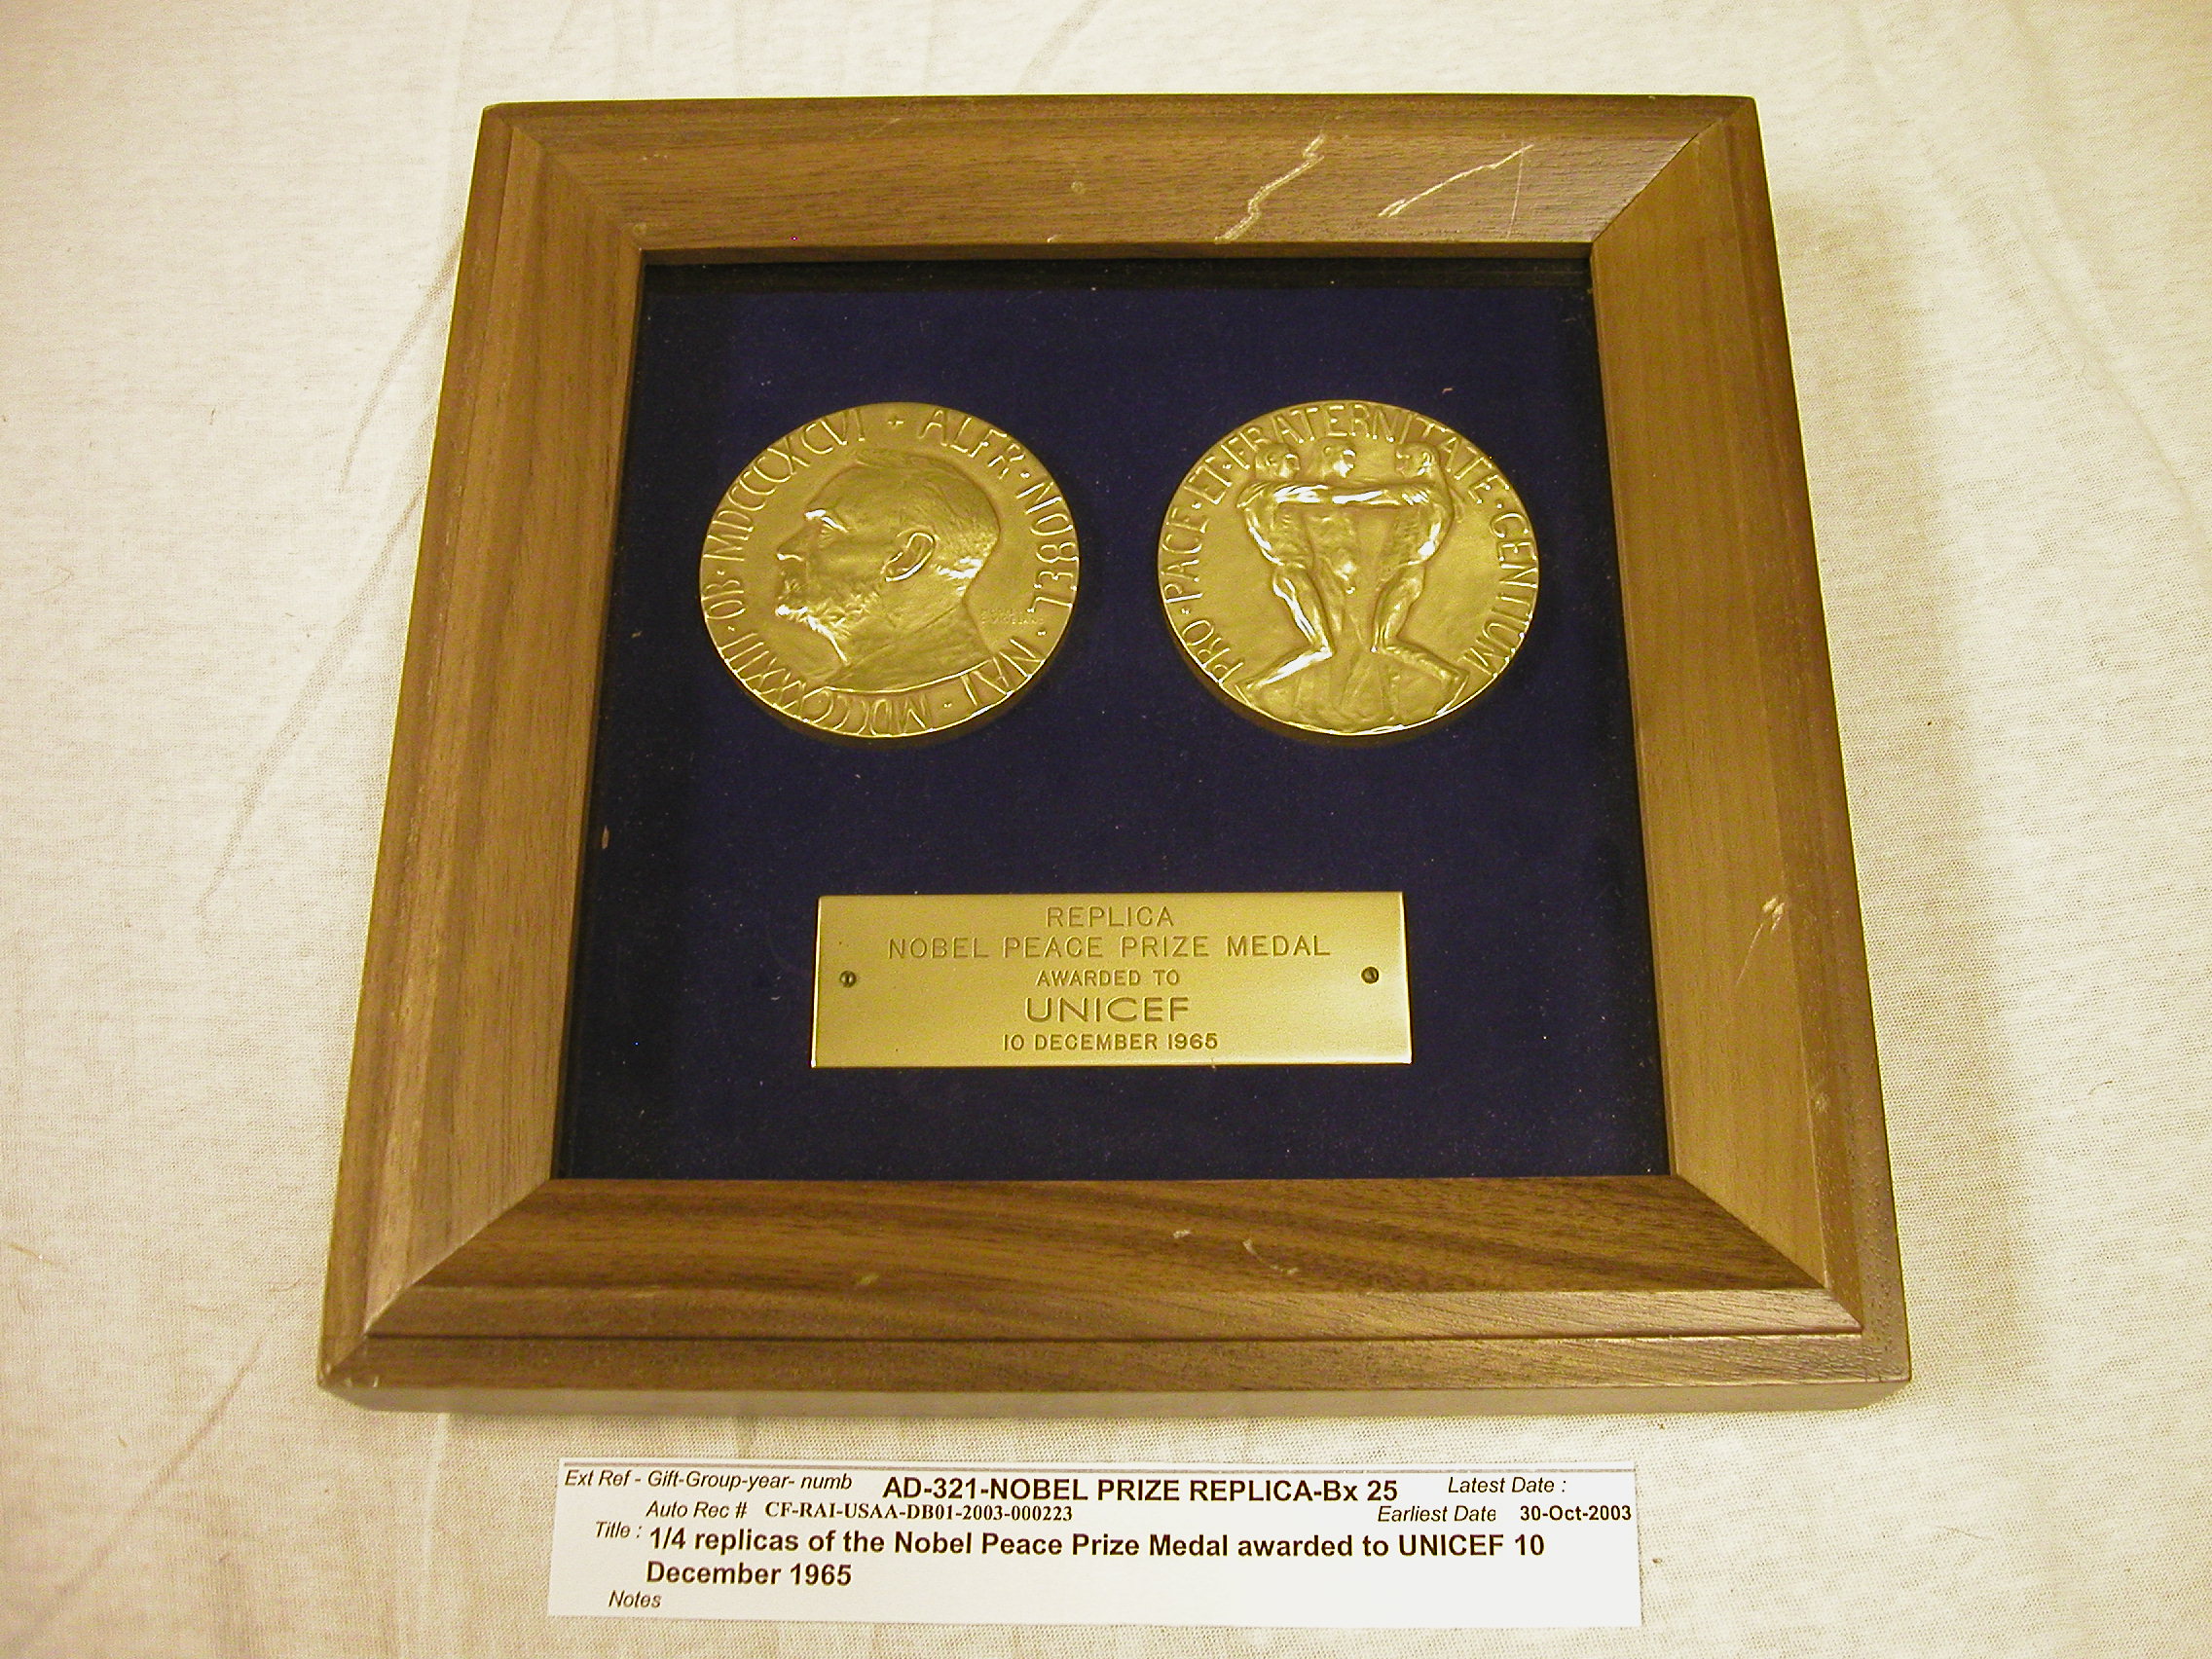 ALFR · NOBEL · NAT · MDCCCXXXIII · OB · MDCCCXCVI +
PRO · PACE · ET · FRATERNITATE · GENTIUM
REPLICA
NOBEL PEACE PRIZE MEDAL
AWARDED TO
UNICEF
10 DECEMBER 1965
Ext Ref - Gift-Group-year- numb AD-321-NOBEL PRIZE REPLICA-Bx 25 Latest Date :
Auto Rec # CF-RAI-USAA-DB01-2003-000223 Earliest Date 30-Oct-2003
Title : 1/4 replicas of the Nobel Peace Prize Medal awarded to UNICEF 10
December 1965
Notes